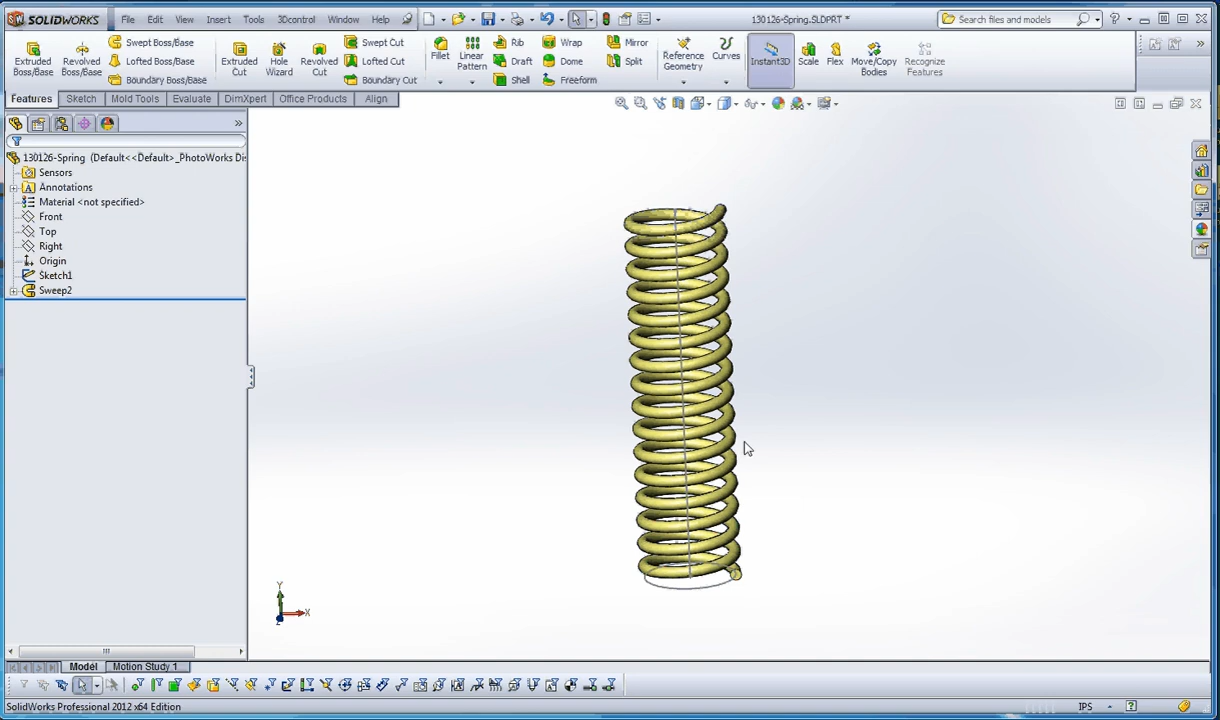 SOLIDWORKS File Edit View Insert Tools 3Dcontrol Window Help 130126-Spring.SLDPRT * Search files and models
Extruded Boss/Base
Revolved Boss/Base
Swept Boss/Base
Lofted Boss/Base
Boundary Boss/Base
Extruded Cut
Hole Wizard
Revolved Cut
Swept Cut
Lofted Cut
Boundary Cut
Fillet
Linear Pattern
Rib
Draft
Shell
Wrap
Dome
Freeform
Mirror
Split
Reference Geometry
Curves
Instant3D
Scale
Flex
Move/Copy Bodies
Recognize Features
Features Sketch Mold Tools Evaluate DimXpert Office Products Align
130126-Spring (Default<<Default>_PhotoWorks Di
Sensors
Annotations
Material <not specified>
Front
Top
Right
Origin
Sketch1
Sweep2
Y
X
Z
Model Motion Study 1
SolidWorks Professional 2012 x64 Edition IPS